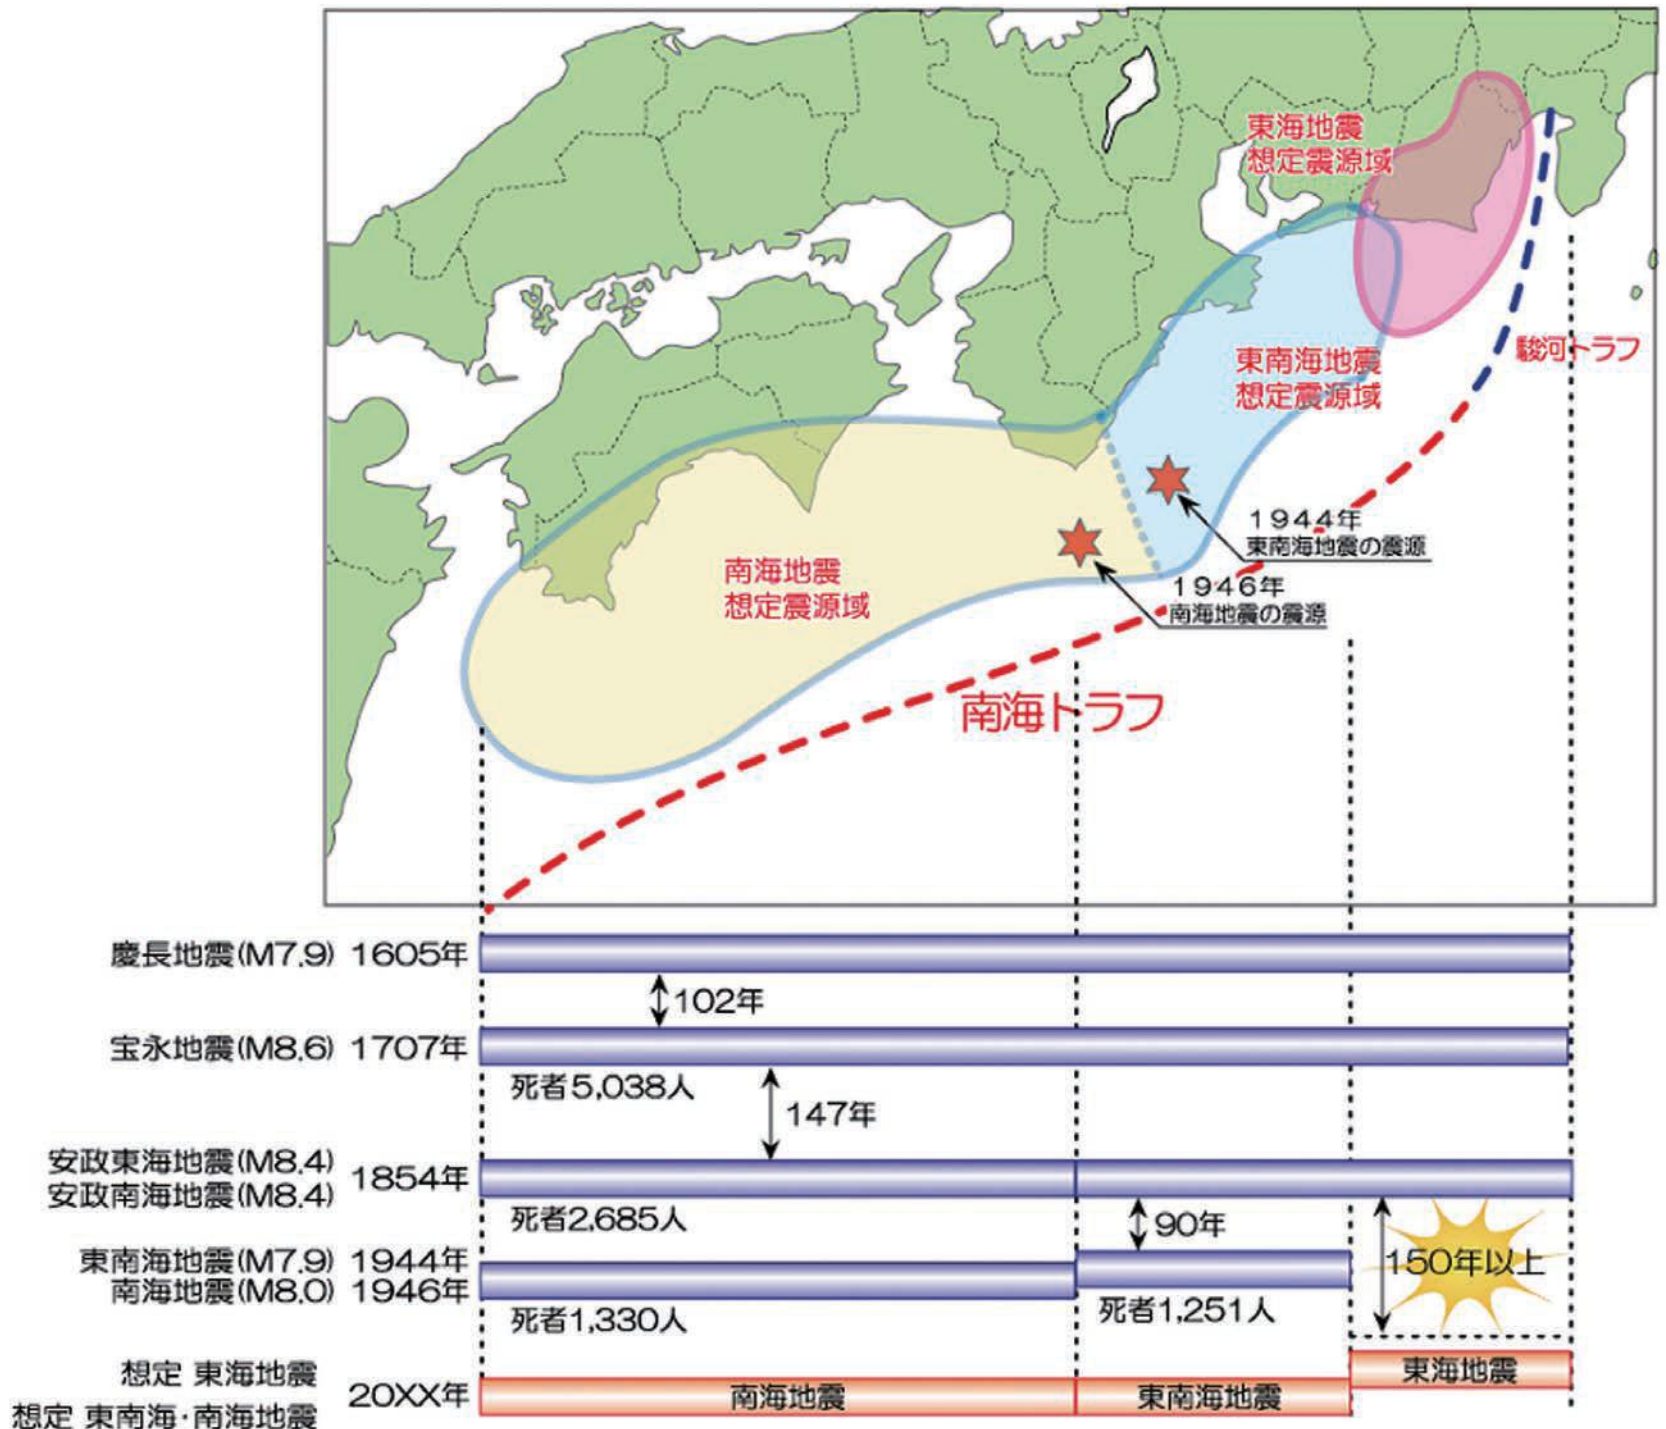 東海地震
想定震源域
駿河トラフ
東南海地震
想定震源域
1944年
東南海地震の震源
南海地震
想定震源域
1946年
南海地震の震源
南海トラフ
慶長地震(M7.9) 1605年
102年
宝永地震(M8.6) 1707年
死者5,038人
147年
安政東海地震(M8.4)
安政南海地震(M8.4)
1854年
死者2,685人
90年
東南海地震(M7.9) 1944年
南海地震(M8.0) 1946年
150年以上
死者1,330人
死者1,251人
想定 東海地震
想定 東南海・南海地震
20XX年
南海地震
東南海地震
東海地震